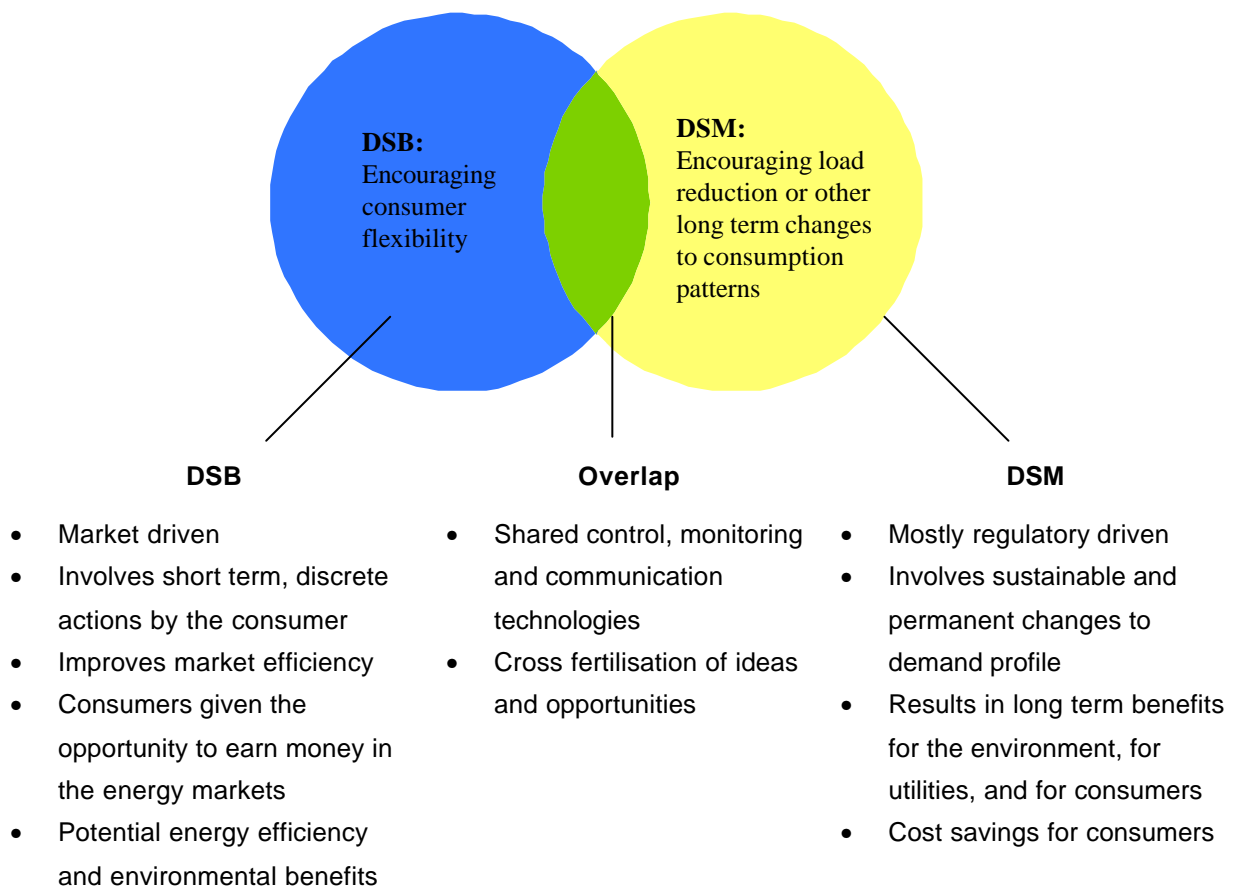 DSB:
Encouraging
consumer
flexibility
DSM:
Encouraging load
reduction or other
long term changes
to consumption
patterns
DSB
• Market driven
• Involves short term, discrete
actions by the consumer
• Improves market efficiency
• Consumers given the
opportunity to earn money in
the energy markets
• Potential energy efficiency
and environmental benefits
Overlap
• Shared control, monitoring
and communication
technologies
• Cross fertilisation of ideas
and opportunities
DSM
• Mostly regulatory driven
• Involves sustainable and
permanent changes to
demand profile
• Results in long term benefits
for the environment, for
utilities, and for consumers
• Cost savings for consumers